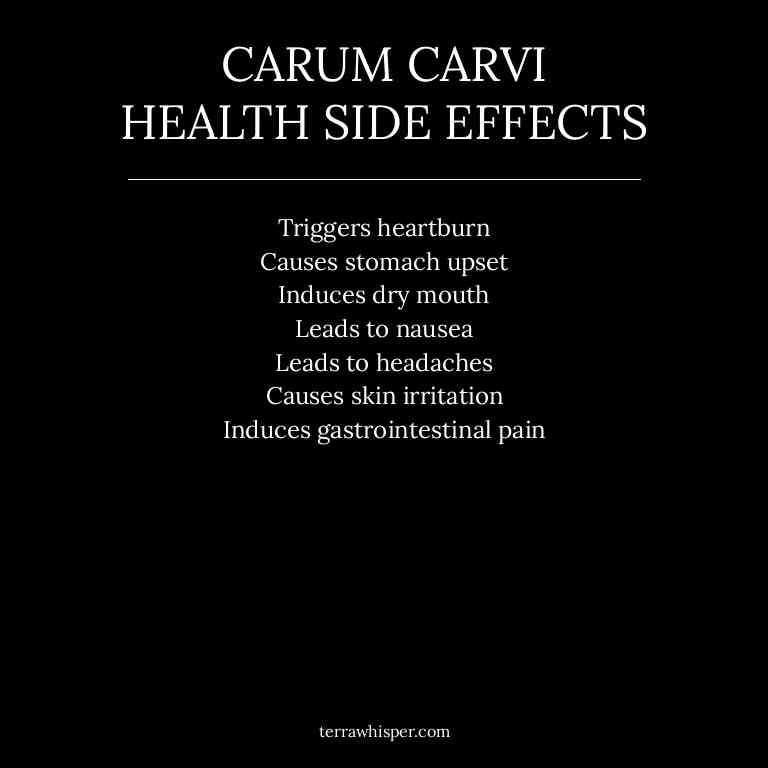 CARUM CARVI
HEALTH SIDE EFFECTS
Triggers heartburn
Causes stomach upset
Induces dry mouth
Leads to nausea
Leads to headaches
Causes skin irritation
Induces gastrointestinal pain
terrawhisper.com